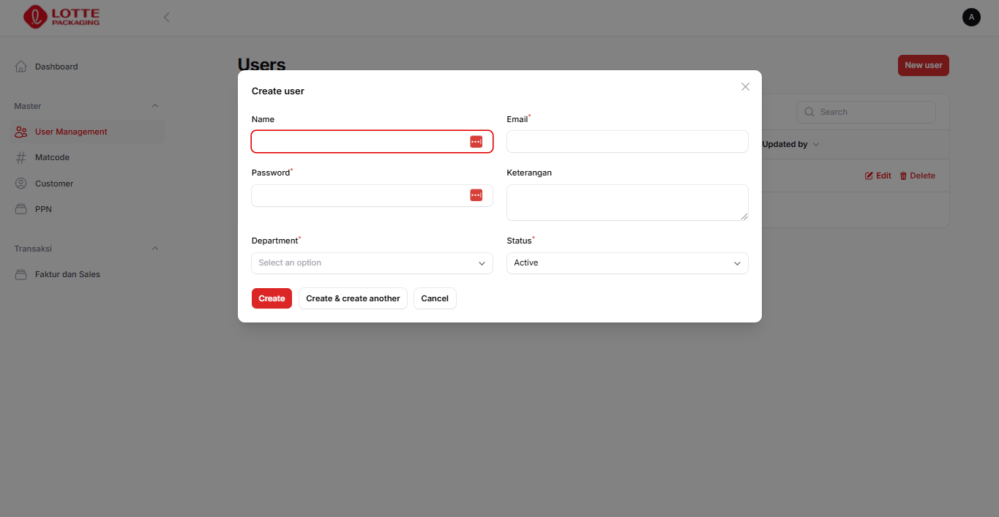 LOTTE
PACKAGING
A
Dashboard
Master
User Management
Matcode
Customer
PPN
Transaksi
Faktur dan Sales
Users
New user
Search
Updated by
Edit Delete
Create user
Name Email*
Password* Keterangan
Department* Status*
Select an option Active
Create Create & create another Cancel